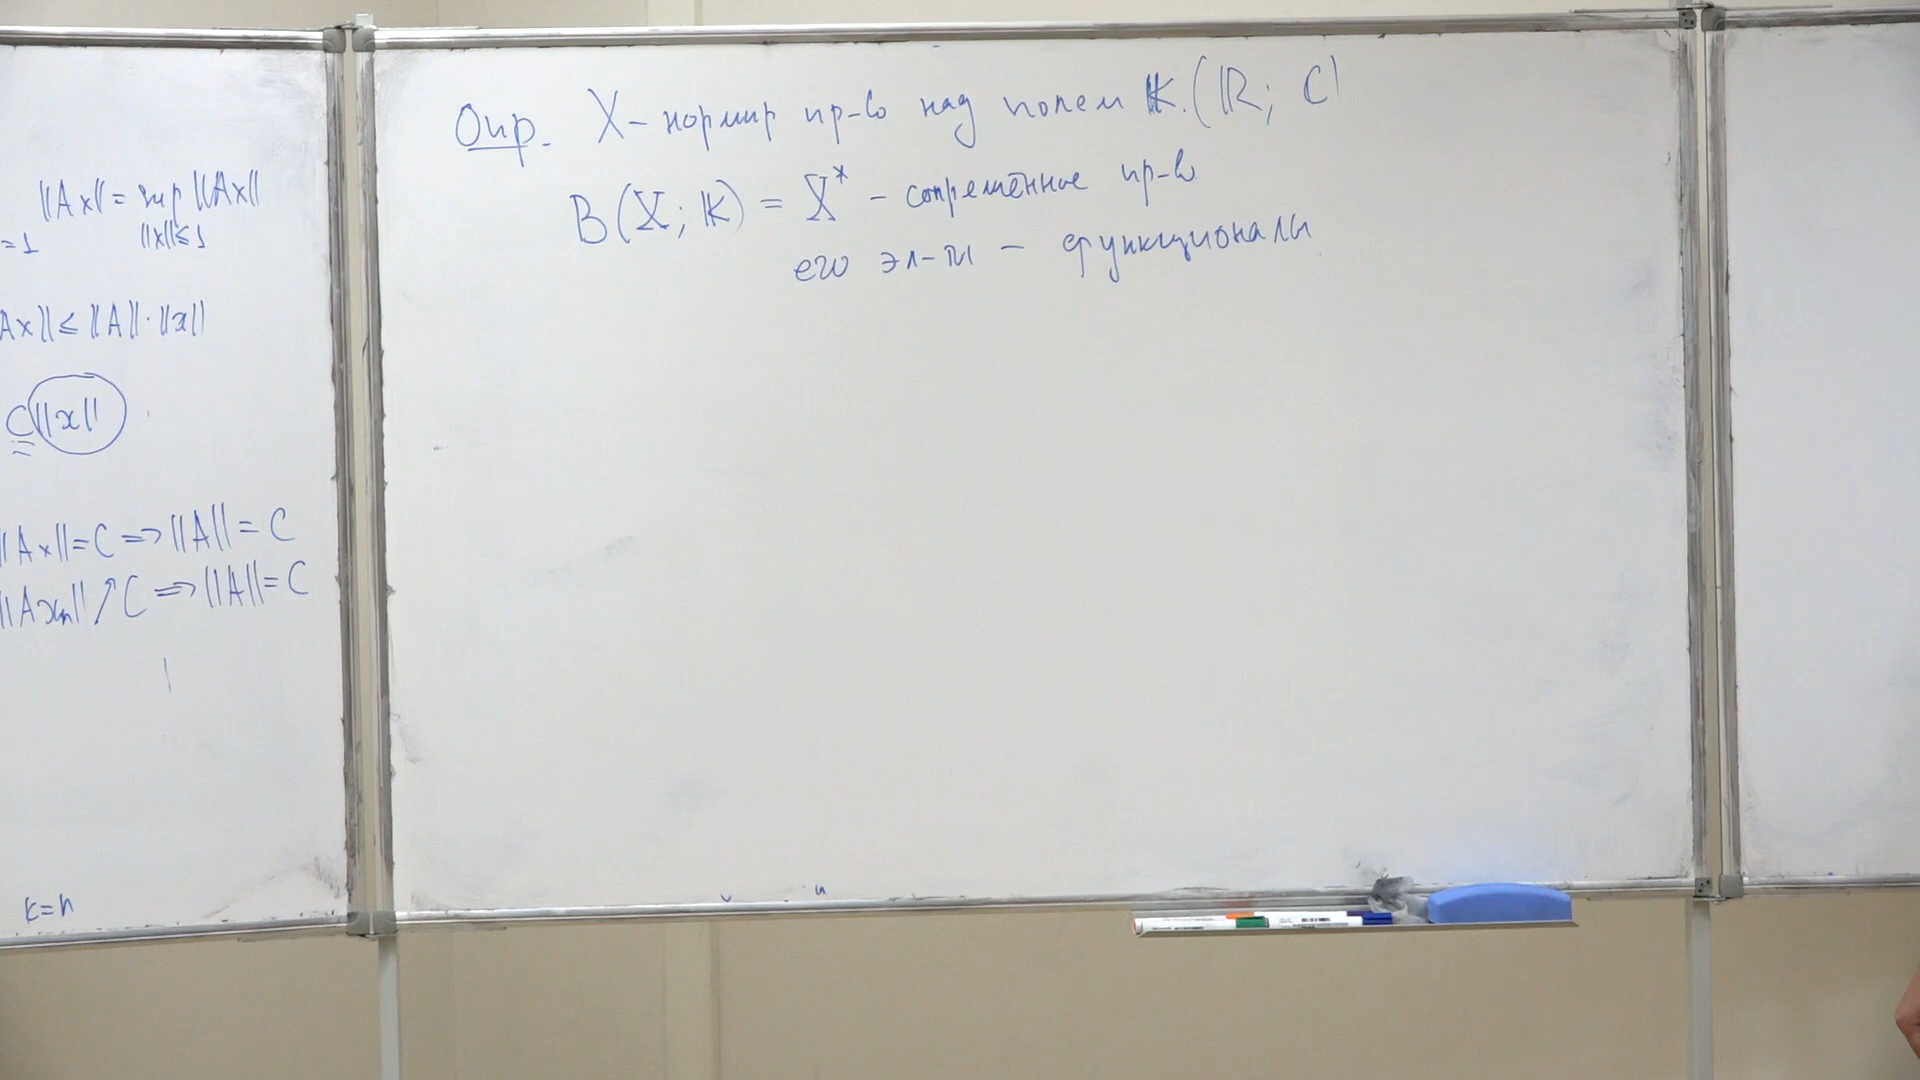 ||Ax|| = sup ||Ax||
=1 ||x||≤1
Ax|| ≤ ||A||·||x||
C||x||
||Ax||=C => ||A|| = C
||Axₙ||↗C => ||A||= C
k=n
Опр. X – нормир пр-во над полем 𝕂. (ℝ; C)
B(X; 𝕂) = X* – сопряжённое пр-во
его эл-ты – функционалы